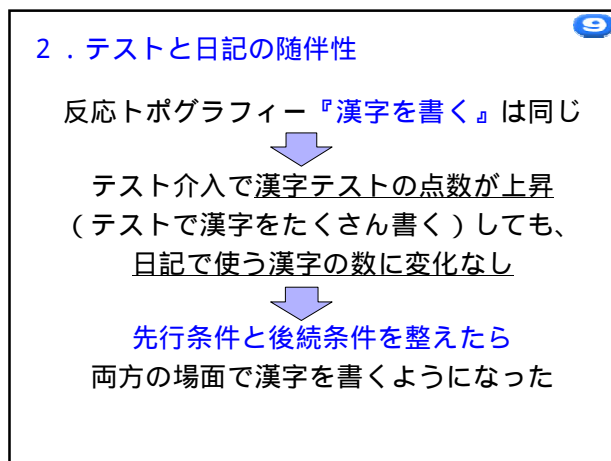 9
2．テストと日記の随伴性
反応トポグラフィー『漢字を書く』は同じ
テスト介入で漢字テストの点数が上昇
（テストで漢字をたくさん書く）しても、
日記で使う漢字の数に変化なし
先行条件と後続条件を整えたら
両方の場面で漢字を書くようになった